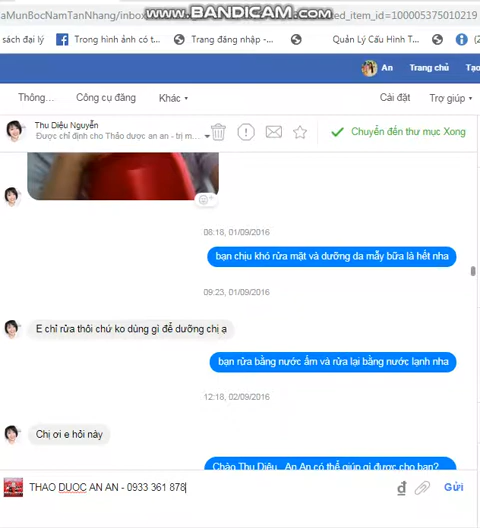 aMunBocNamTanNhang/inbox
www.BANDICAM.com
ed_item_id=100005375010219
sách đại lý
Trong hình ảnh có t...
Trang đăng nhập - ...
Quản Lý Cấu Hình T...
(2
An
Trang chủ
Tạo
Thông...
Công cụ đăng
Khác
Cài đặt
Trợ giúp
Thu Diệu Nguyễn
Được chỉ định cho Thảo dược an an - trị m...
Chuyển đến thư mục Xong
08:18, 01/09/2016
bạn chịu khó rửa mặt và dưỡng da mấy bữa là hết nha
09:23, 01/09/2016
E chỉ rửa thôi chứ ko dùng gì để dưỡng chị ạ
bạn rửa bằng nước ấm và rửa lại bằng nước lạnh nha
12:18, 02/09/2016
Chị ơi e hỏi này
Chào Thu Diệu , An An có thể giúp gì được cho bạn?
THAO DUOC AN AN - 0933 361 878
Gửi